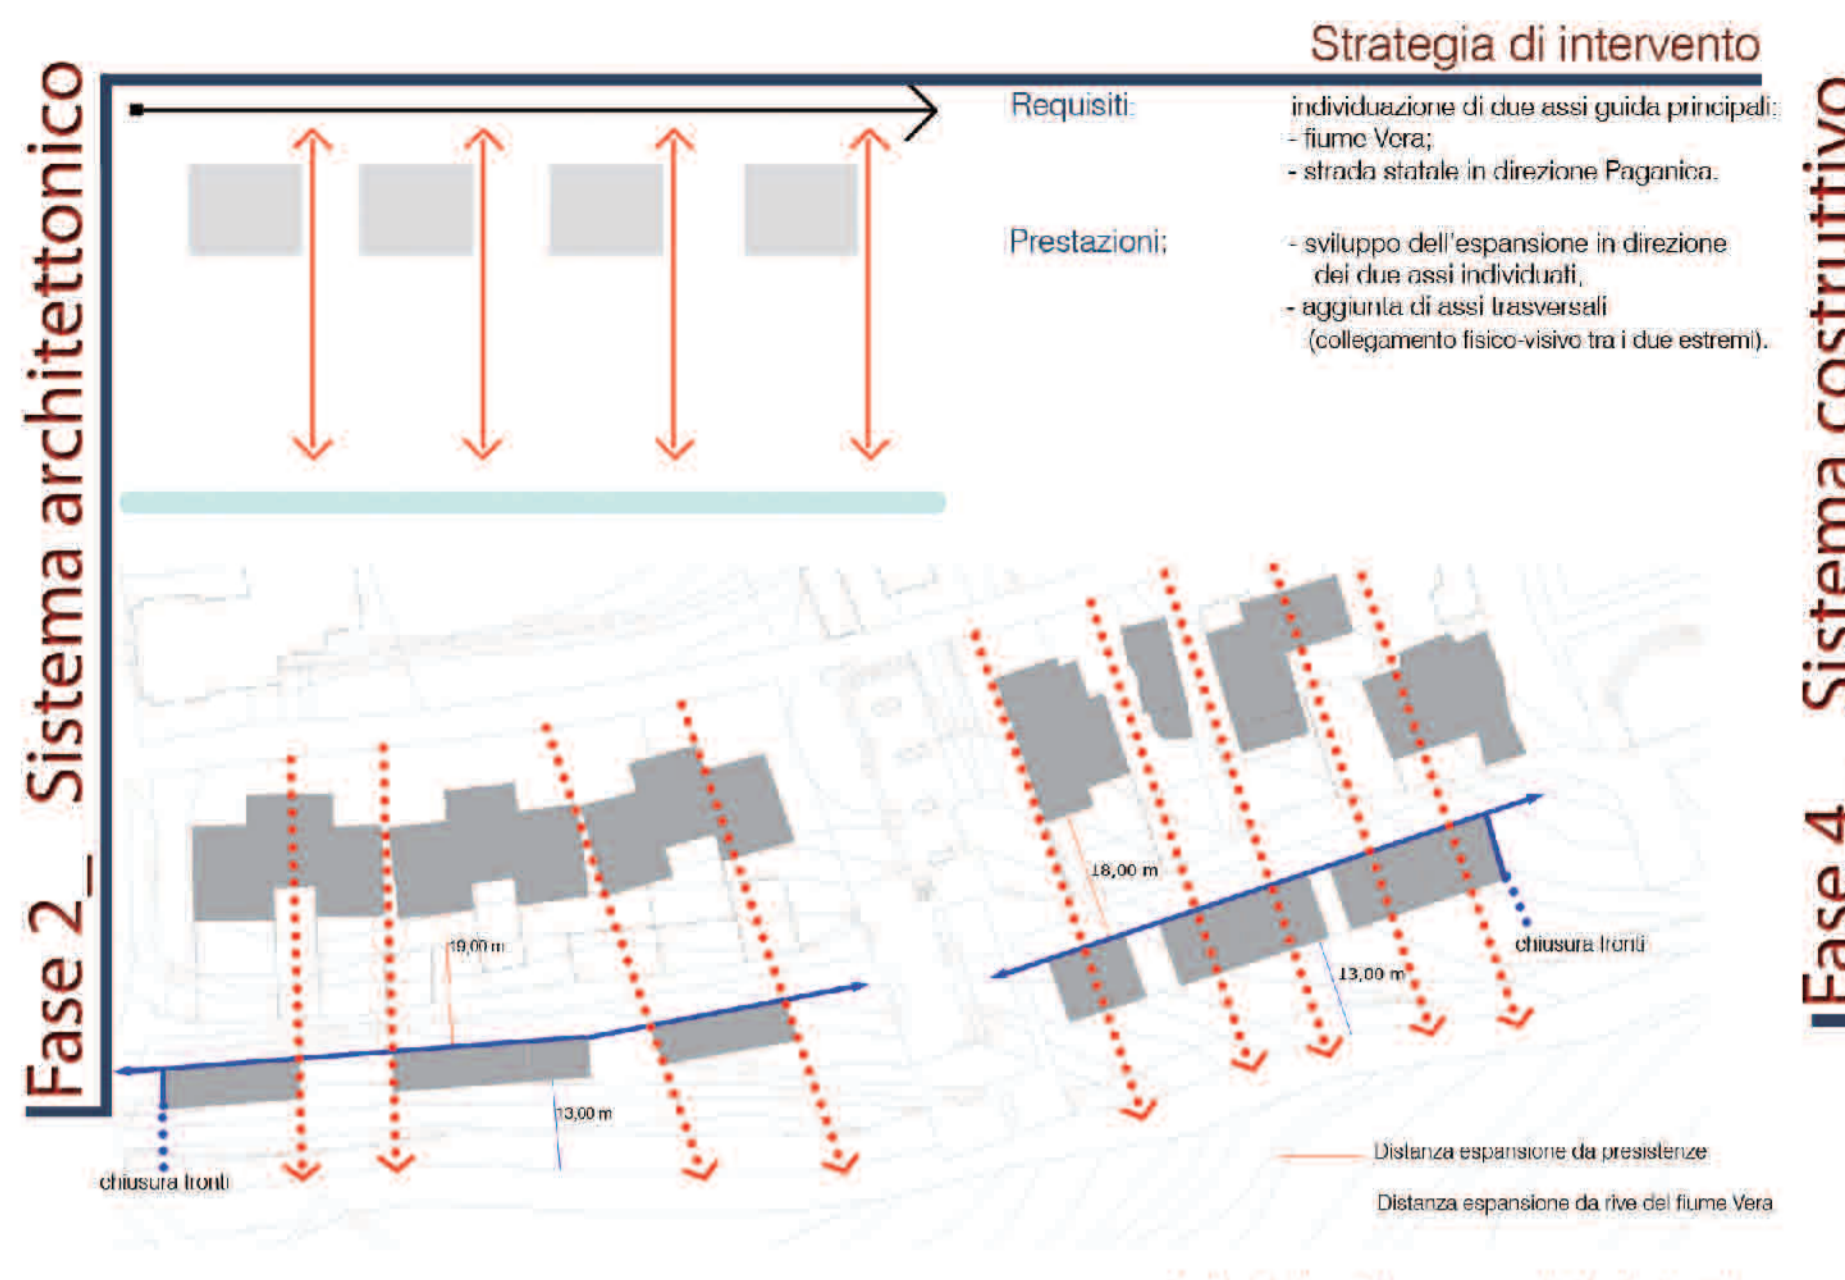 Strategia di intervento
Fase 2_ Sistema architettonico
Requisiti:
individuazione di due assi guida principali:
- fiume Vera;
- strada statale in direzione Paganica.
Prestazioni:
- sviluppo dell'espansione in direzione
dei due assi individuati,
- aggiunta di assi trasversali
(collegamento fisico-visivo tra i due estremi).
18,00 m
chiusura fronti
19,00 m
13,00 m
13,00 m
chiusura fronti
Distanza espansione da presistenze
Distanza espansione da rive del fiume Vera
Fase 4 Sistema costruttivo